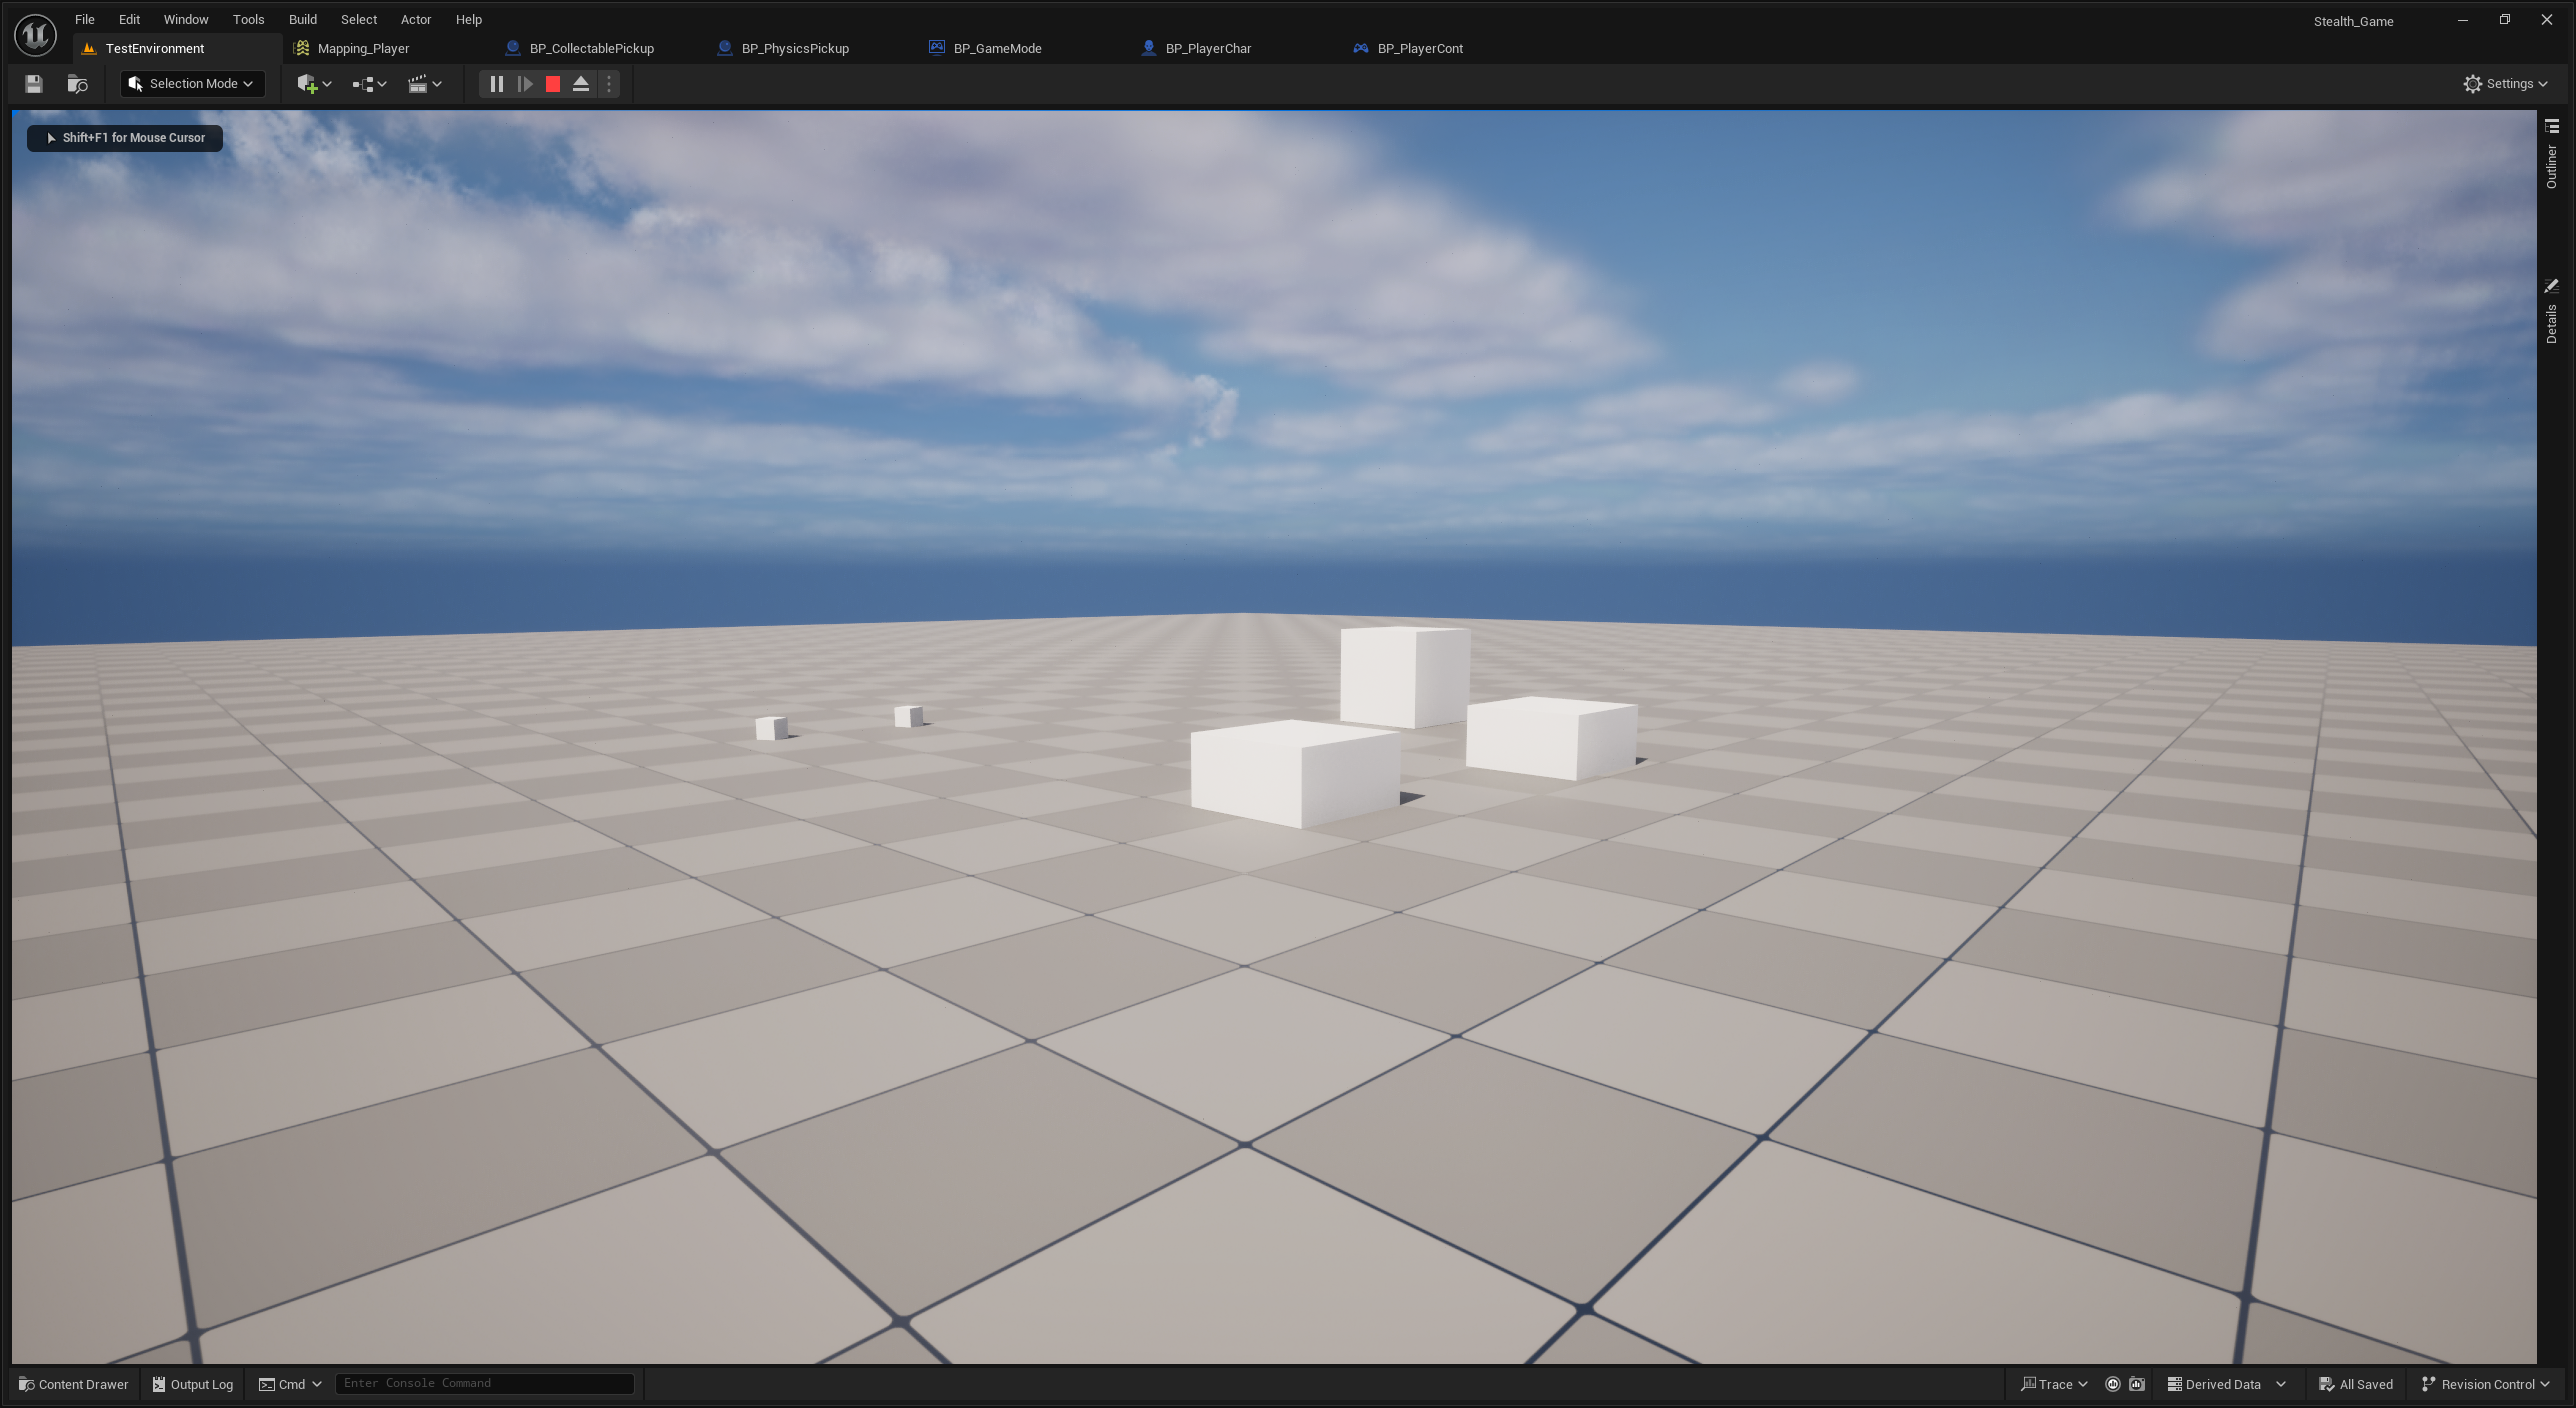 File Edit Window Tools Build Select Actor Help
Stealth_Game
TestEnvironment Mapping_Player BP_CollectablePickup BP_PhysicsPickup BP_GameMode BP_PlayerChar BP_PlayerCont
Selection Mode
Settings
Shift+F1 for Mouse Cursor
Outliner
Details
Content Drawer Output Log Cmd Enter Console Command Trace Derived Data All Saved Revision Control